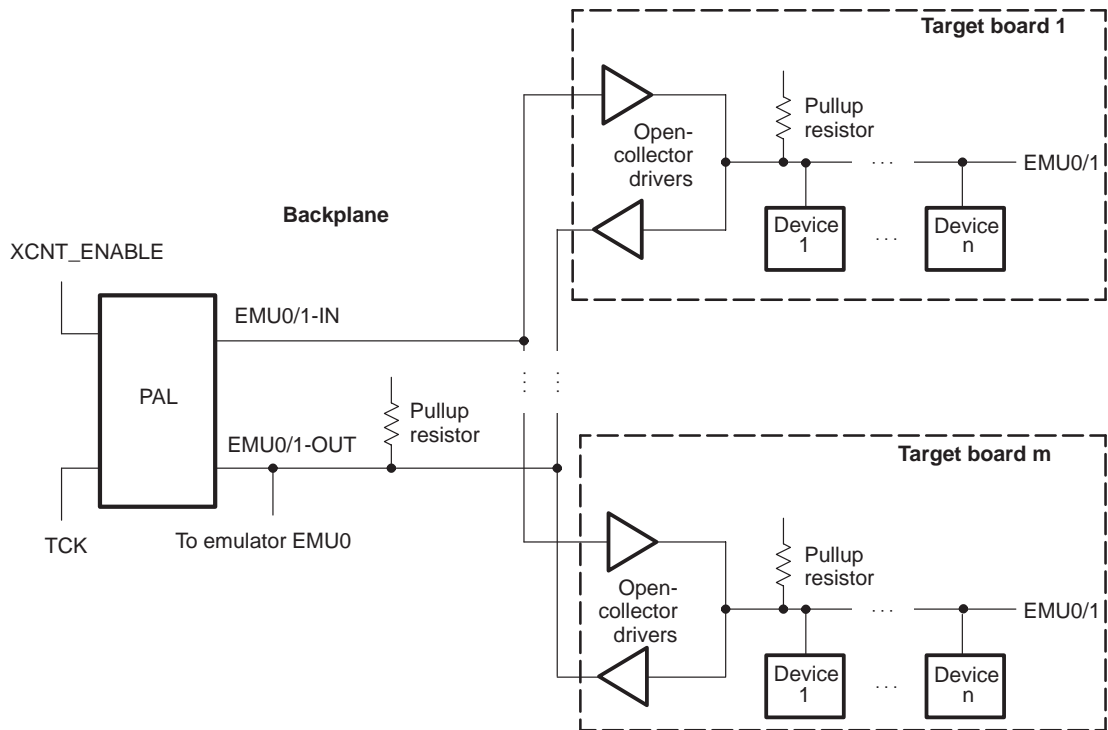 Target board 1
Pullup
resistor
Open-
collector
drivers
EMU0/1
Device
1
. . .
. . .
Device
n
Backplane
XCNT_ENABLE
EMU0/1-IN
PAL
Pullup
resistor
EMU0/1-OUT
TCK
To emulator EMU0
. . .
. . .
Target board m
Pullup
resistor
Open-
collector
drivers
EMU0/1
Device
1
. . .
. . .
Device
n